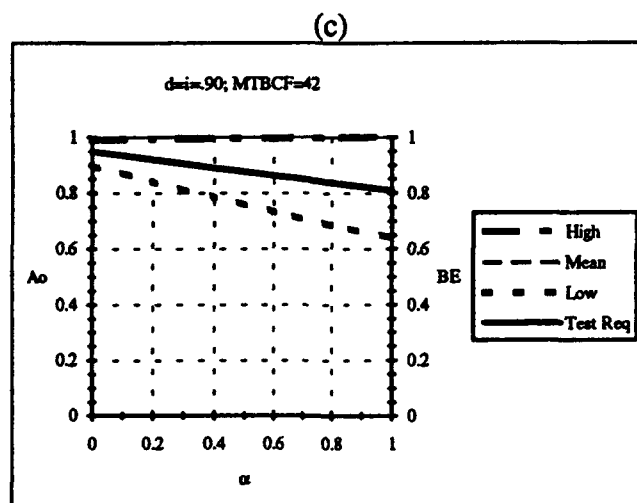 (c)
d=i=.90; MTBCF=42
1 1
0.8 0.8
0.6 0.6
Ao BE
0.4 0.4
0.2 0.2
0 0
0 0.2 0.4 0.6 0.8 1
α
High
Mean
Low
Test Req